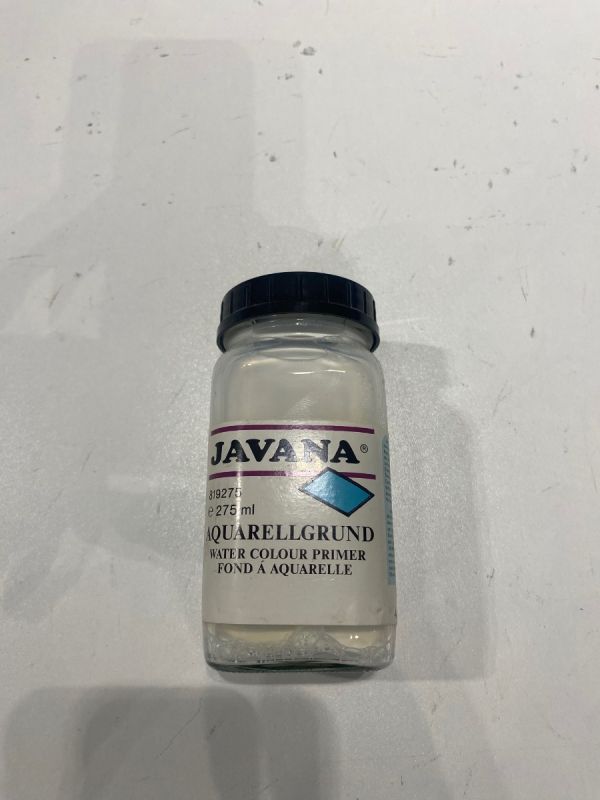 JAVANA®
819275
e 275 ml
AQUARELLGRUND
WATER COLOUR PRIMER
FOND Á AQUARELLE